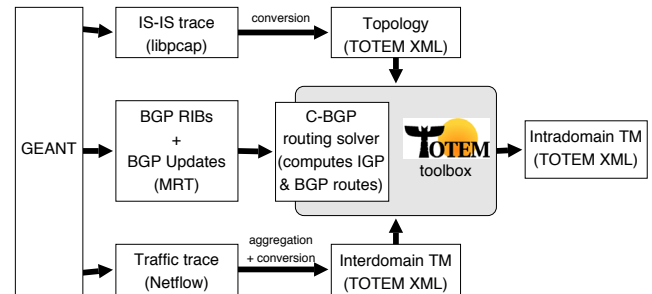 GEANT
IS-IS trace
(libpcap)
conversion
Topology
(TOTEM XML)
BGP RIBs
+
BGP Updates
(MRT)
C-BGP
routing solver
(computes IGP
& BGP routes)
TOTEM
toolbox
Intradomain TM
(TOTEM XML)
Traffic trace
(Netflow)
aggregation
+ conversion
Interdomain TM
(TOTEM XML)